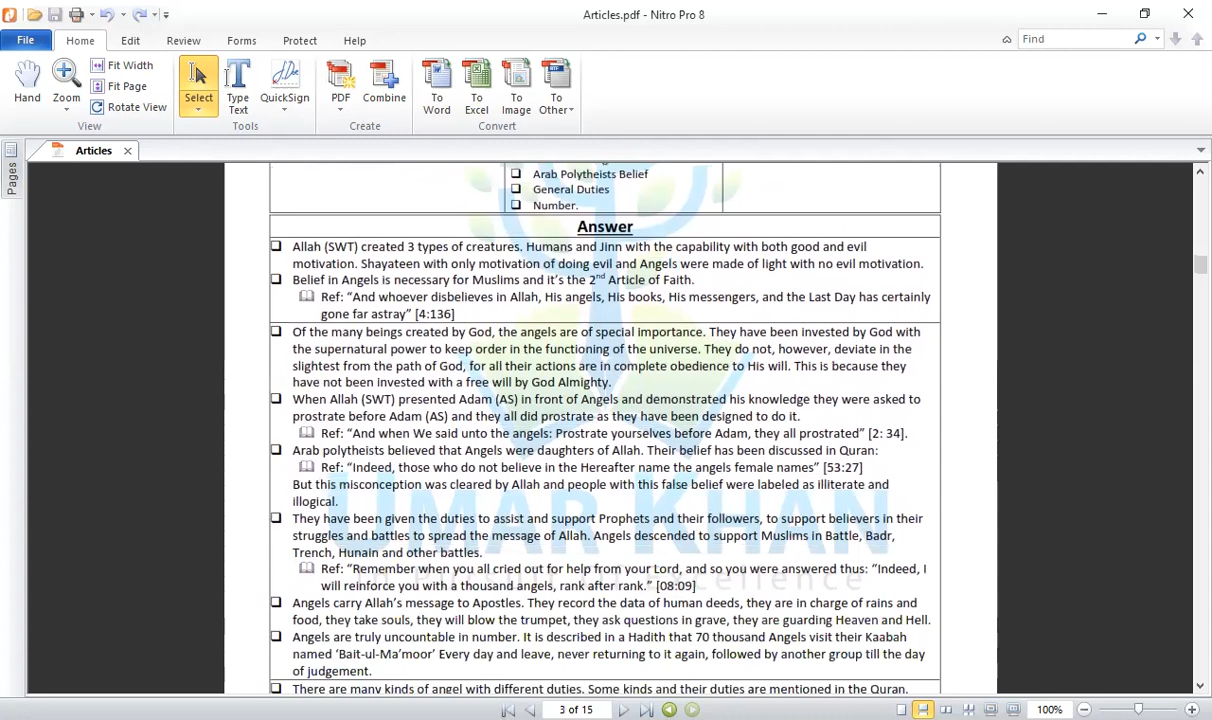 Articles.pdf - Nitro Pro 8
File Home Edit Review Forms Protect Help
Find
Hand
Zoom
Fit Width
Fit Page
Rotate View
View
Select
Type Text
QuickSign
Tools
PDF
Combine
Create
To Word
To Excel
To Image
To Other
Convert
Articles
Pages
❑ Arab Polytheists Belief
❑ General Duties
❑ Number.
Answer
❑ Allah (SWT) created 3 types of creatures. Humans and Jinn with the capability with both good and evil
motivation. Shayateen with only motivation of doing evil and Angels were made of light with no evil motivation.
❑ Belief in Angels is necessary for Muslims and it's the 2nd Article of Faith.
Ref: “And whoever disbelieves in Allah, His angels, His books, His messengers, and the Last Day has certainly
gone far astray” [4:136]
❑ Of the many beings created by God, the angels are of special importance. They have been invested by God with
the supernatural power to keep order in the functioning of the universe. They do not, however, deviate in the
slightest from the path of God, for all their actions are in complete obedience to His will. This is because they
have not been invested with a free will by God Almighty.
❑ When Allah (SWT) presented Adam (AS) in front of Angels and demonstrated his knowledge they were asked to
prostrate before Adam (AS) and they all did prostrate as they have been designed to do it.
Ref: “And when We said unto the angels: Prostrate yourselves before Adam, they all prostrated” [2: 34].
❑ Arab polytheists believed that Angels were daughters of Allah. Their belief has been discussed in Quran:
Ref: “Indeed, those who do not believe in the Hereafter name the angels female names” [53:27]
But this misconception was cleared by Allah and people with this false belief were labeled as illiterate and
illogical.
❑ They have been given the duties to assist and support Prophets and their followers, to support believers in their
struggles and battles to spread the message of Allah. Angels descended to support Muslims in Battle, Badr,
Trench, Hunain and other battles.
Ref: “Remember when you all cried out for help from your Lord, and so you were answered thus: “Indeed, I
will reinforce you with a thousand angels, rank after rank.” [08:09]
❑ Angels carry Allah’s message to Apostles. They record the data of human deeds, they are in charge of rains and
food, they take souls, they will blow the trumpet, they ask questions in grave, they are guarding Heaven and Hell.
❑ Angels are truly uncountable in number. It is described in a Hadith that 70 thousand Angels visit their Kaabah
named ‘Bait-ul-Ma’moor’ Every day and leave, never returning to it again, followed by another group till the day
of judgement.
❑ There are many kinds of angel with different duties. Some kinds and their duties are mentioned in the Quran.
UMAR KHAN
Excellence
3 of 15
100%